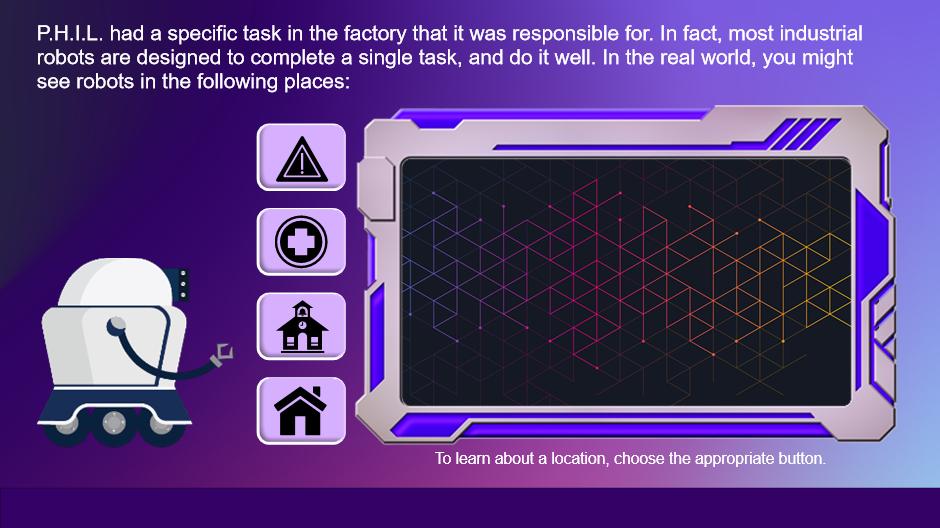 P.H.I.L. had a specific task in the factory that it was responsible for. In fact, most industrial
robots are designed to complete a single task, and do it well. In the real world, you might
see robots in the following places:
To learn about a location, choose the appropriate button.